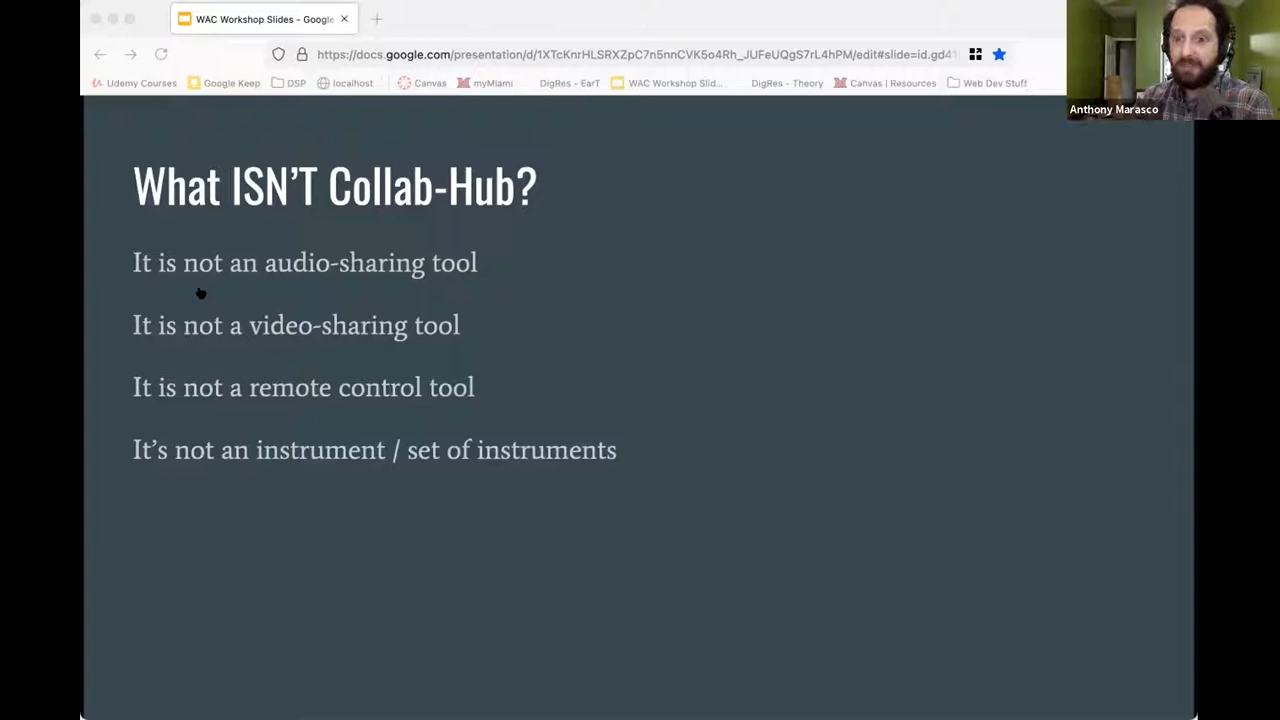 WAC Workshop Slides - Google
https://docs.google.com/presentation/d/1XTcKnrHLSRXZpC7n5nnCVK5o4Rh_JUFeUQgS7rL4hPM/edit#slide=id.gd41
Udemy Courses Google Keep DSP localhost Canvas myMiami DigRes - EarT WAC Workshop Slid... DigRes - Theory Canvas | Resources Web Dev Stuff
Anthony Marasco
What ISN'T Collab-Hub?
It is not an audio-sharing tool
It is not a video-sharing tool
It is not a remote control tool
It's not an instrument / set of instruments